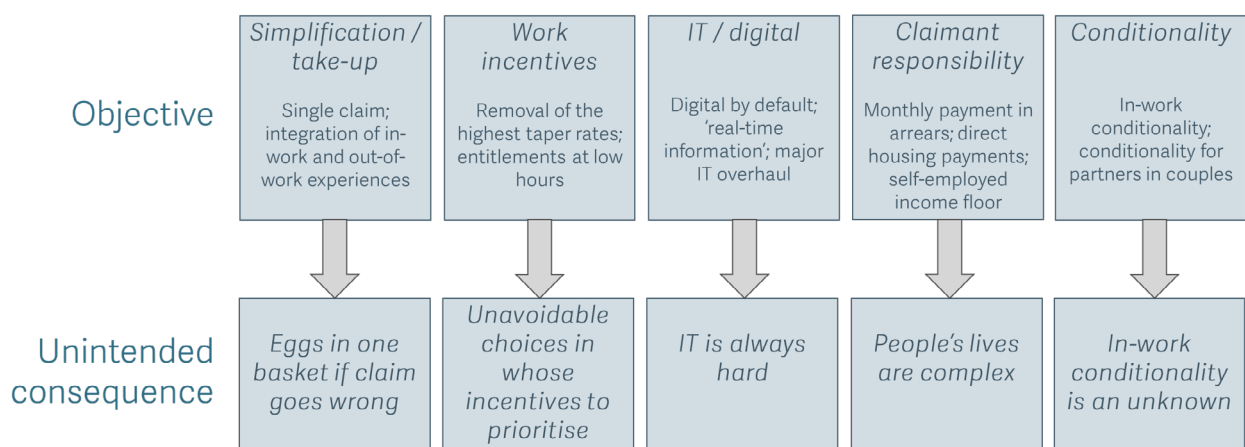 Objective
Simplification /
take-up
Single claim;
integration of in-
work and out-of-
work experiences
Work
incentives
Removal of the
highest taper rates;
entitlements at low
hours
IT / digital
Digital by default;
‘real-time
information’; major
IT overhaul
Claimant
responsibility
Monthly payment in
arrears; direct
housing payments;
self-employed
income floor
Conditionality
In-work
conditionality;
conditionality for
partners in couples
Unintended
consequence
Eggs in one
basket if claim
goes wrong
Unavoidable
choices in
whose
incentives to
prioritise
IT is always
hard
People’s lives
are complex
In-work
conditionality
is an unknown